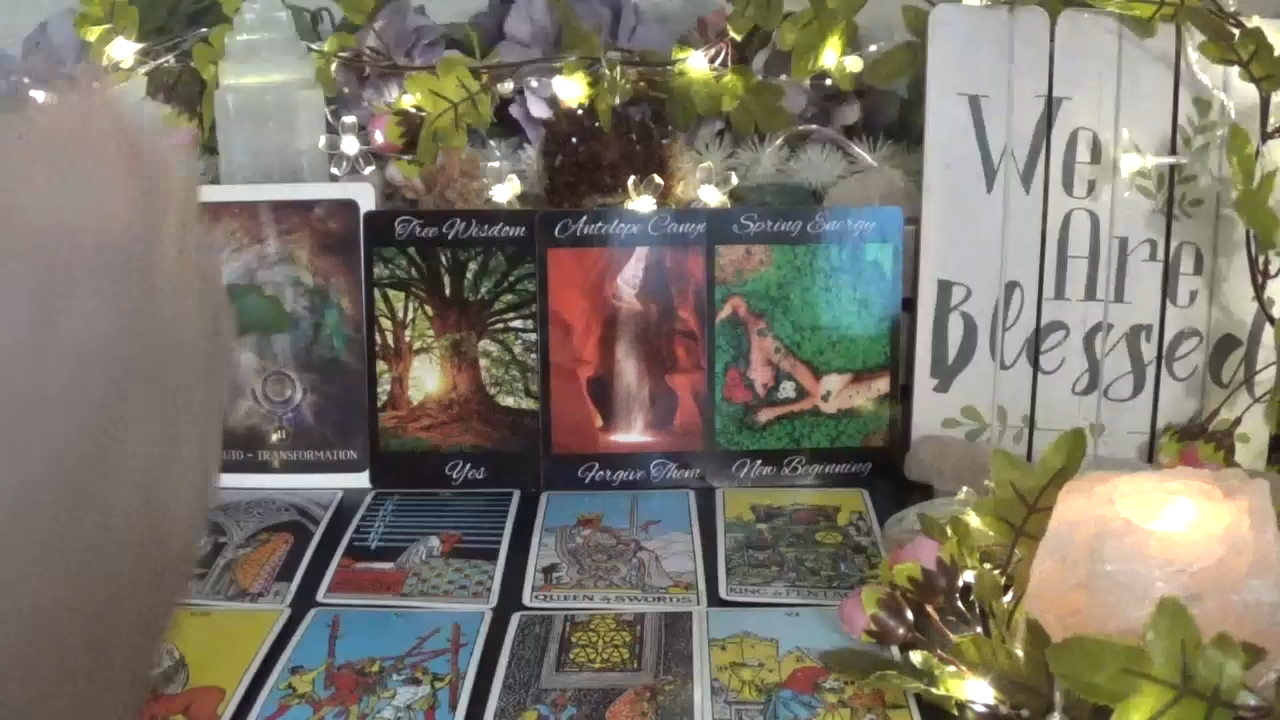 We
Are
Blessed
Tree Wisdom
Antelope Cany
Spring Energy
UTO - TRANSFORMATION
Yes
Forgive Them
New Beginning
QUEEN of SWORDS
KING of PENTAC